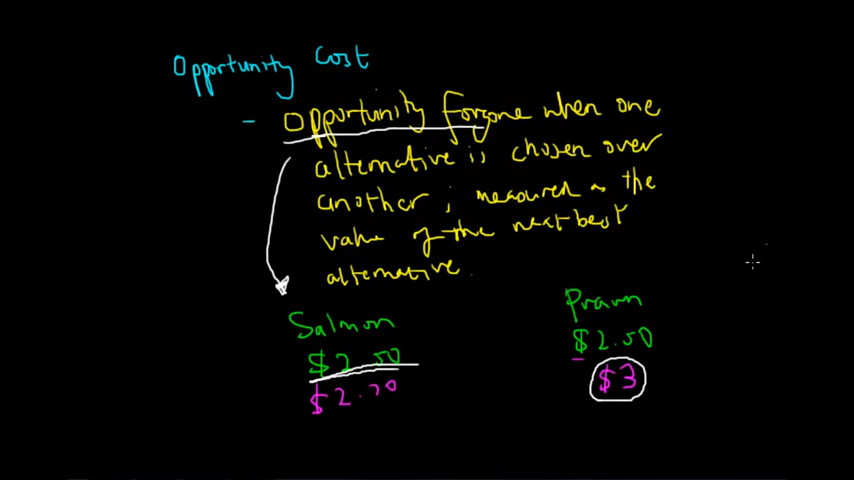 Opportunity Cost
- Opportunity forgone when one
alternative is chosen over
another; measured as the
value of the next best
alternative.
Salmon
$2.50
$2.70
Prawn
$2.50
$3